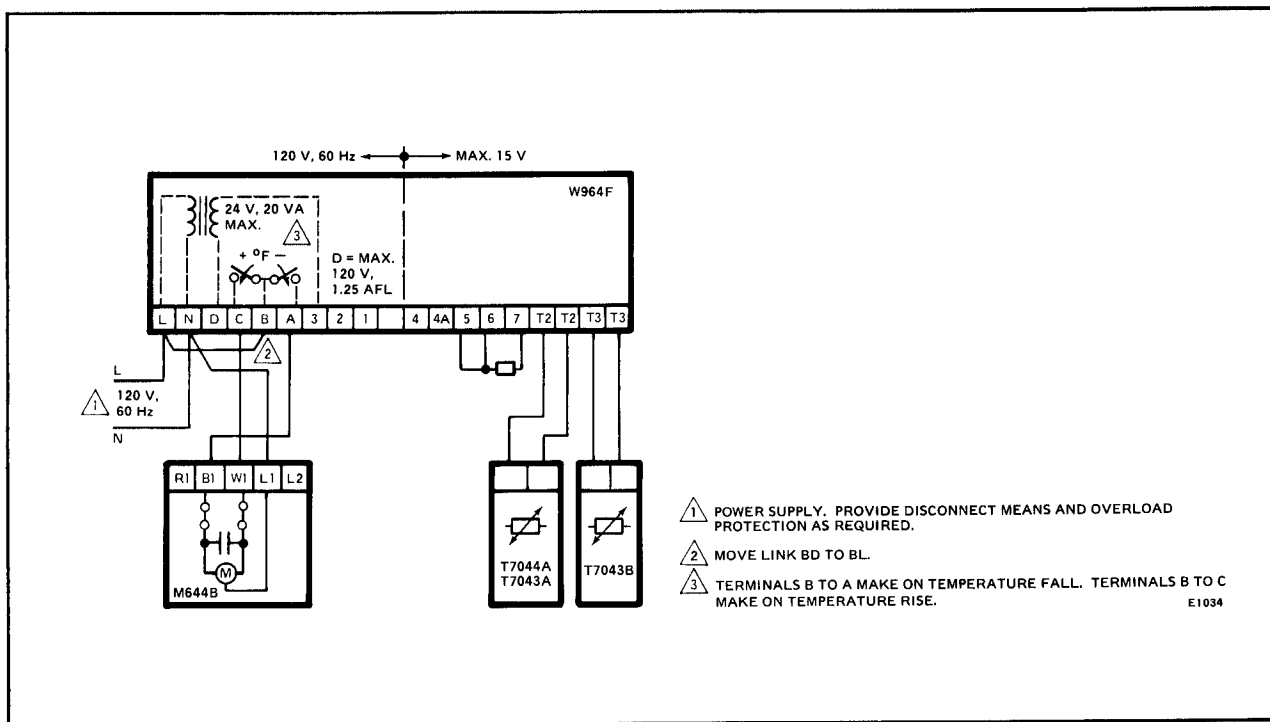 120 V, 60 Hz MAX. 15 V
W964F
24 V, 20 VA
MAX.
3
+ °F −
D = MAX.
120 V,
1.25 AFL
L N D C B A 3 2 1 4 4A 5 6 7 T2 T2 T3 T3
2
L
1
120 V,
60 Hz
N
R1 B1 W1 L1 L2
M
M644B
T7044A
T7043A
T7043B
1 POWER SUPPLY. PROVIDE DISCONNECT MEANS AND OVERLOAD
PROTECTION AS REQUIRED.
2 MOVE LINK BD TO BL.
3 TERMINALS B TO A MAKE ON TEMPERATURE FALL. TERMINALS B TO C
MAKE ON TEMPERATURE RISE.
E1034